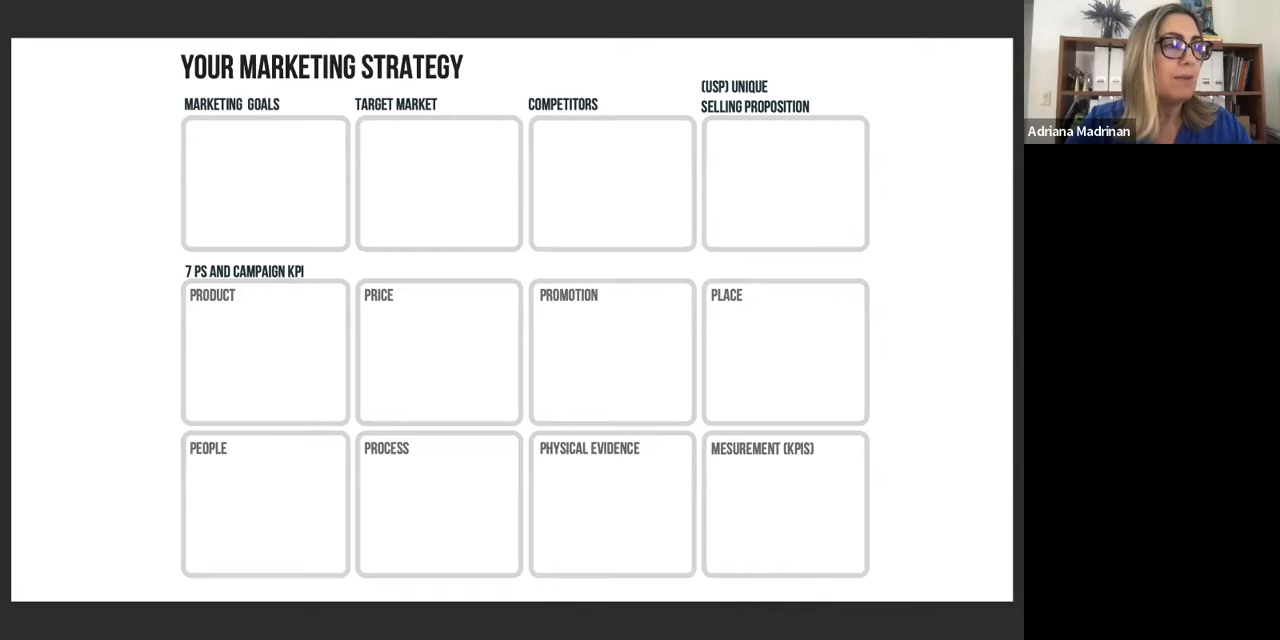 YOUR MARKETING STRATEGY
MARKETING GOALS
TARGET MARKET
COMPETITORS
(USP) UNIQUE
SELLING PROPOSITION
7 PS AND CAMPAIGN KPI
PRODUCT
PRICE
PROMOTION
PLACE
PEOPLE
PROCESS
PHYSICAL EVIDENCE
MESUREMENT (KPIS)
Adriana Madrinan